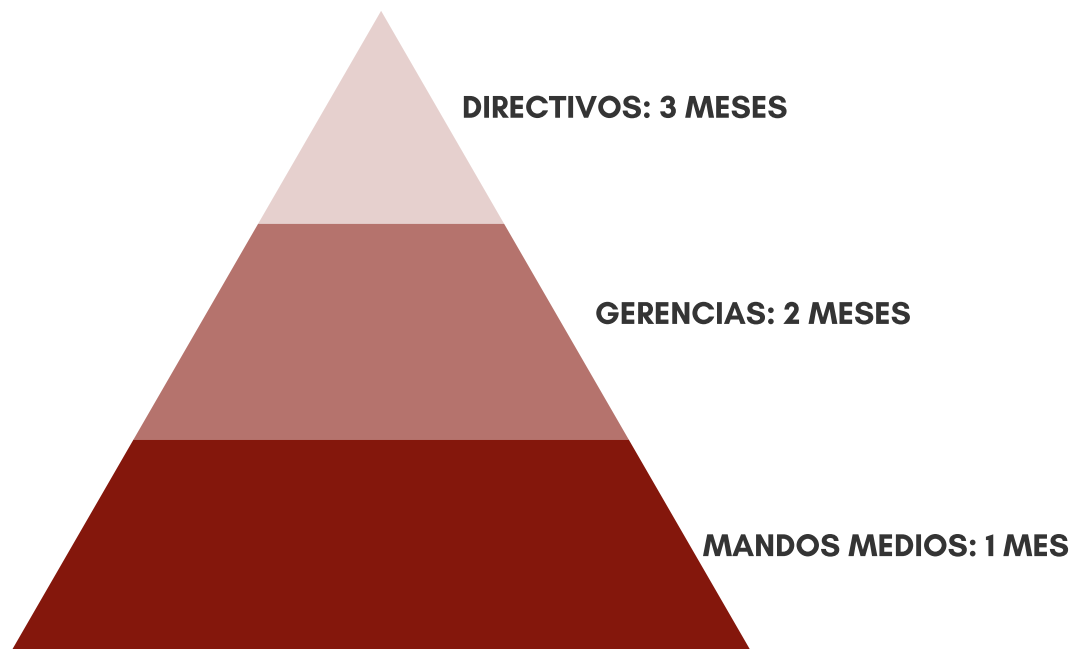 DIRECTIVOS: 3 MESES
GERENCIAS: 2 MESES
MANDOS MEDIOS: 1 MES